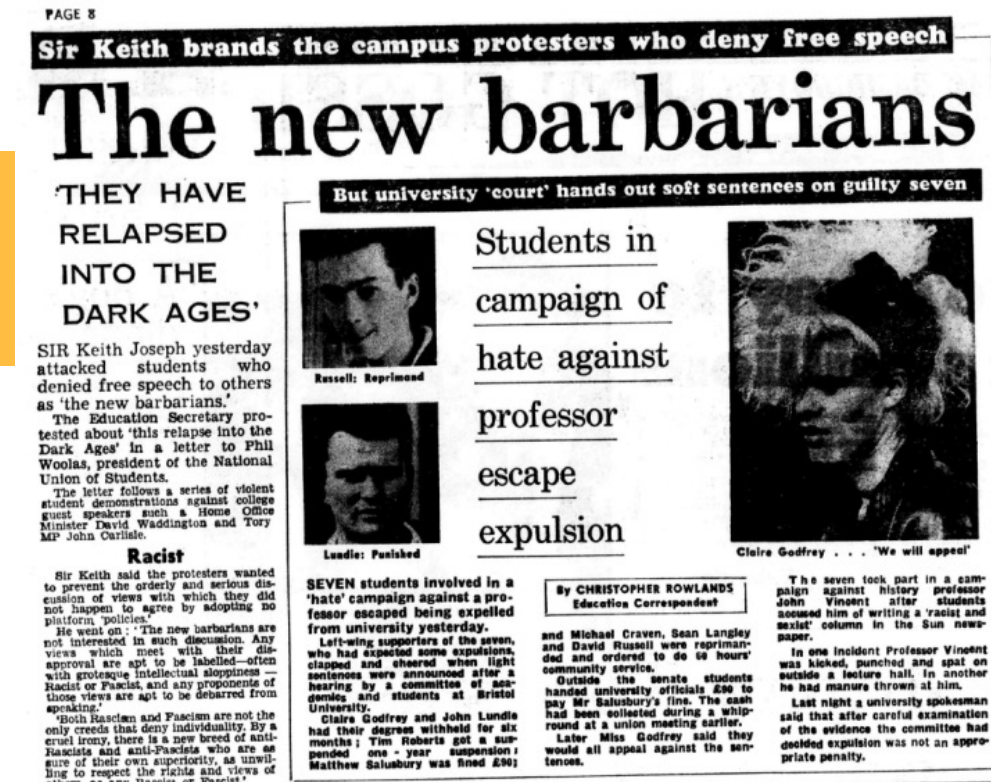 PAGE 8
Sir Keith brands the campus protesters who deny free speech
The new barbarians
'THEY HAVE
RELAPSED
INTO THE
DARK AGES'
SIR Keith Joseph yesterday
attacked students who
denied free speech to others
as 'the new barbarians.'
The Education Secretary pro-
tested about 'this relapse into the
Dark Ages' in a letter to Phil
Woolas, president of the National
Union of Students.
The letter follows a series of violent
student demonstrations against college
guest speakers such a Home Office
Minister David Waddington and Tory
MP John Carlisle.
Racist
Sir Keith said the protesters wanted
to prevent the orderly and serious dis-
cussion of views with which they did
not happen to agree by adopting no
platform 'policies.'
He went on: 'The new barbarians are
not interested in such discussion. Any
views which meet with their dis-
approval are apt to be labelled—often
with grotesque intellectual sloppiness —
Racist or Fascist, and any proponents of
those views are apt to be debarred from
speaking.'
'Both Rascism and Fascism are not the
only creeds that deny individuality. By a
cruel irony, there is a new breed of anti-
Rascists and anti-Fascists who are as
sure of their own superiority, as unwil-
ling to respect the rights and views of
others as any Rascist or Fascist.'
But university 'court' hands out soft sentences on guilty seven
Russell: Reprimand
Lundie: Punished
Students in
campaign of
hate against
professor
escape
expulsion
Claire Godfrey . . . 'We will appeal'
SEVEN students involved in a
'hate' campaign against a pro-
fessor escaped being expelled
from university yesterday.
Left-wing supporters of the seven,
who had expected some expulsions,
clapped and cheered when light
sentences were announced after a
hearing by a committee of aca-
demics and students at Bristol
University.
Claire Godfrey and John Lundie
had their degrees withheld for six
months; Tim Roberts got a sus-
pended one-year suspension;
Matthew Salusbury was fined £90;
By CHRISTOPHER ROWLANDS
Education Correspondent
and Michael Craven, Sean Langley
and David Russell were repriman-
ded and ordered to do 60 hours'
community service.
Outside the senate students
handed university officials £90 to
pay Mr Salusbury's fine. The cash
had been collected during a whip-
round at a union meeting earlier.
Later Miss Godfrey said they
would all appeal against the sen-
tences.
The seven took part in a cam-
paign against history professor
John Vincent after students
accused him of writing a 'racist and
sexist' column in the Sun news-
paper.
In one incident Professor Vincent
was kicked, punched and spat on
outside a lecture hall. In another
he had manure thrown at him.
Last night a university spokesman
said that after careful examination
of the evidence the committee had
decided expulsion was not an appro-
priate penalty.